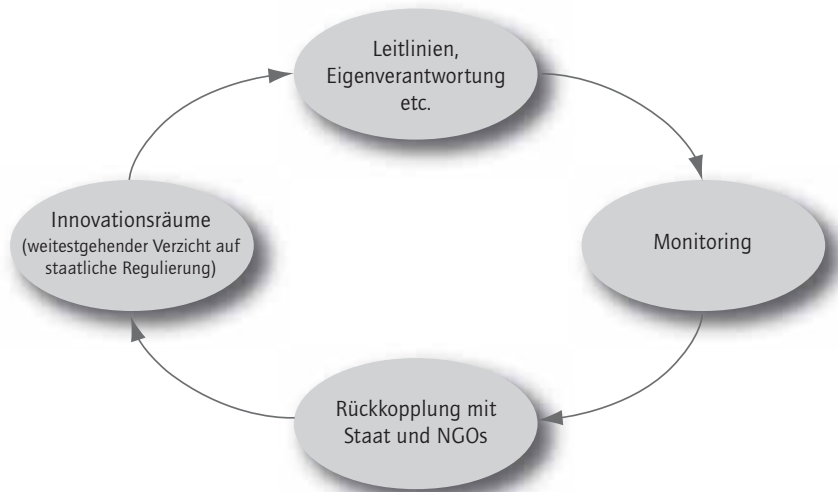 Leitlinien,
Eigenverantwortung
etc.
Innovationsräume
(weitestgehender Verzicht auf
staatliche Regulierung)
Monitoring
Rückkopplung mit
Staat und NGOs